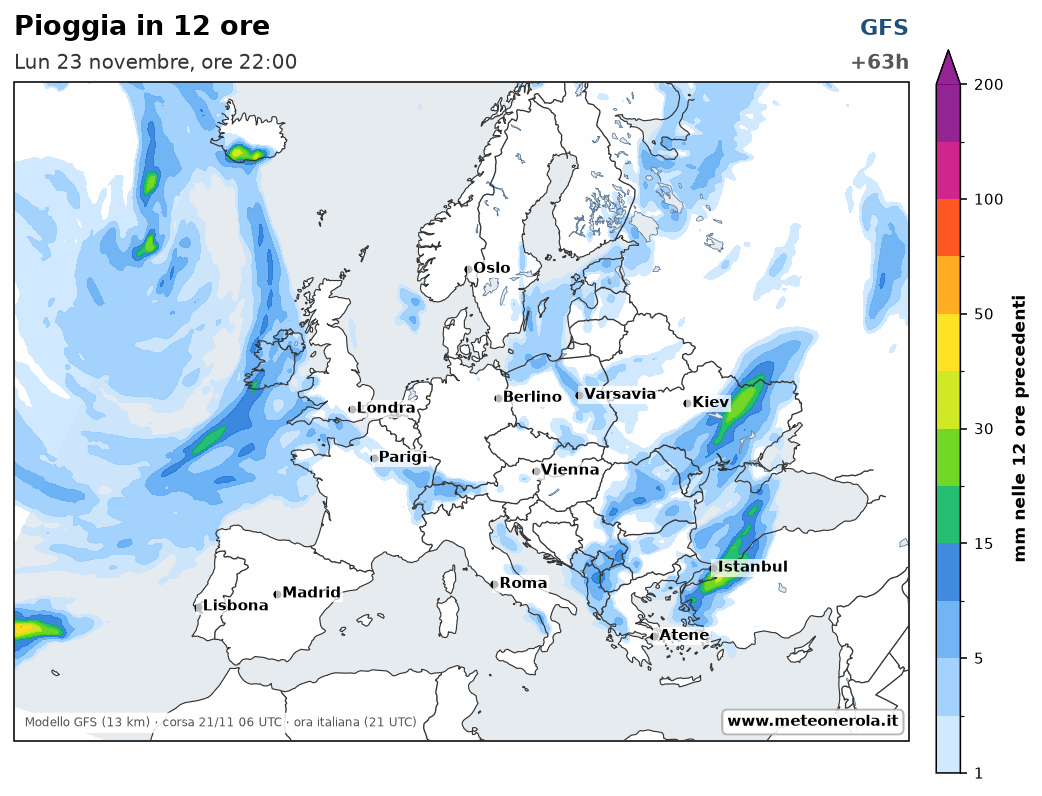 Pioggia in 12 ore
GFS
Lun 23 novembre, ore 22:00
+63h
200
100
50
30
15
5
1
mm nelle 12 ore precedenti
Oslo
Berlino
Varsavia
Kiev
Londra
Parigi
Vienna
Istanbul
Roma
Madrid
Lisbona
Atene
Modello GFS (13 km) · corsa 21/11 06 UTC · ora italiana (21 UTC)
www.meteonerola.it